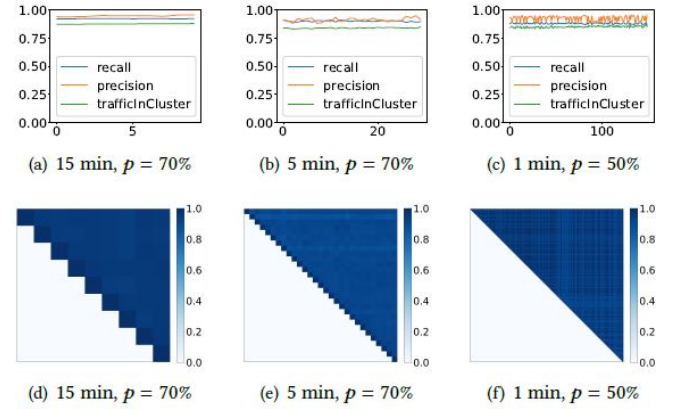 1.00
0.75
0.50
0.25
0.00
recall
precision
trafficInCluster
0 5
(a) 15 min, p = 70%
1.00
0.75
0.50
0.25
0.00
recall
precision
trafficInCluster
0 20
(b) 5 min, p = 70%
1.00
0.75
0.50
0.25
0.00
recall
precision
trafficInCluster
0 100
(c) 1 min, p = 50%
1.0
0.8
0.6
0.4
0.2
0.0
(d) 15 min, p = 70%
1.0
0.8
0.6
0.4
0.2
0.0
(e) 5 min, p = 70%
1.0
0.8
0.6
0.4
0.2
0.0
(f) 1 min, p = 50%